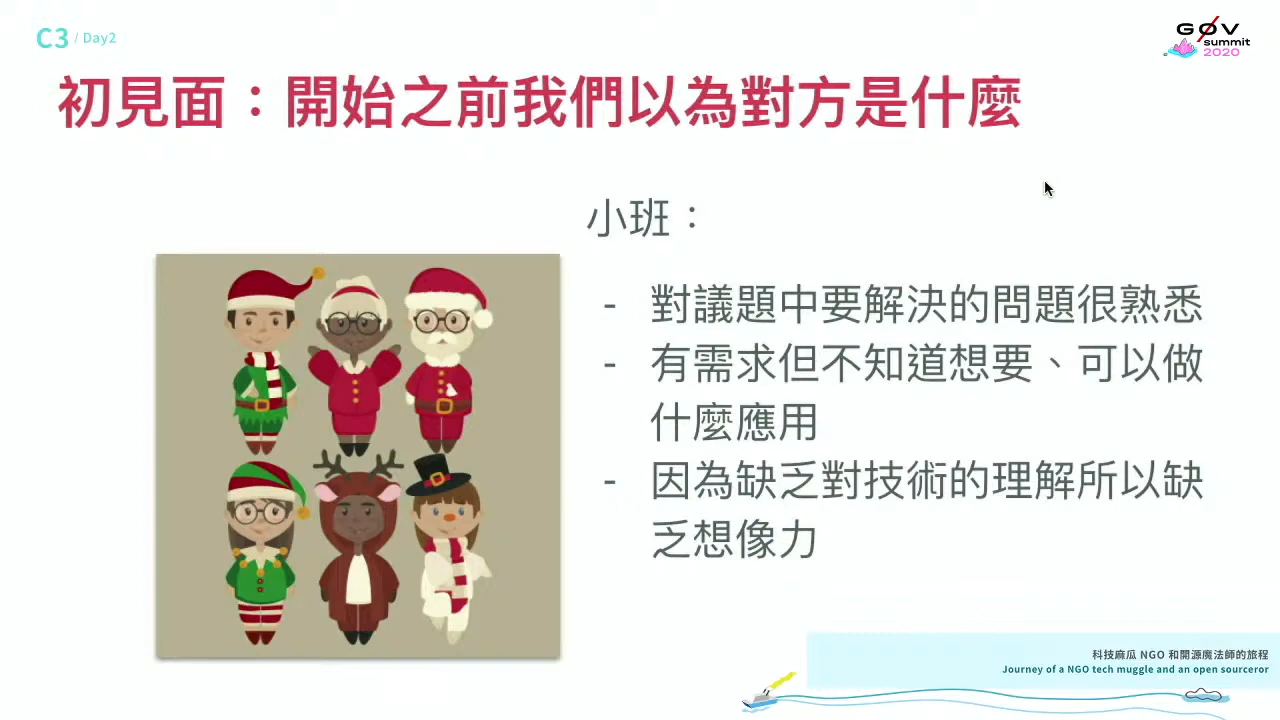 C3 / Day2
GØV
summit
2020
初見面：開始之前我們以為對方是什麼
小班：
- 對議題中要解決的問題很熟悉
- 有需求但不知道想要、可以做
什麼應用
- 因為缺乏對技術的理解所以缺
乏想像力
科技麻瓜 NGO 和開源魔法師的旅程
Journey of a NGO tech muggle and an open sourceror